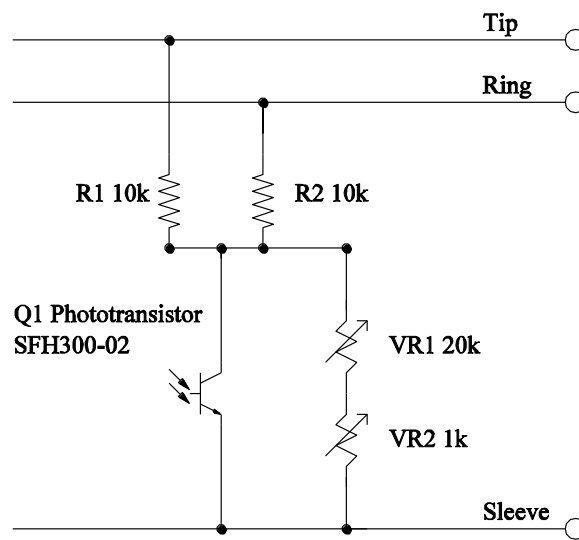 Tip
Ring
R1 10k
R2 10k
Q1 Phototransistor
SFH300-02
VR1 20k
VR2 1k
Sleeve